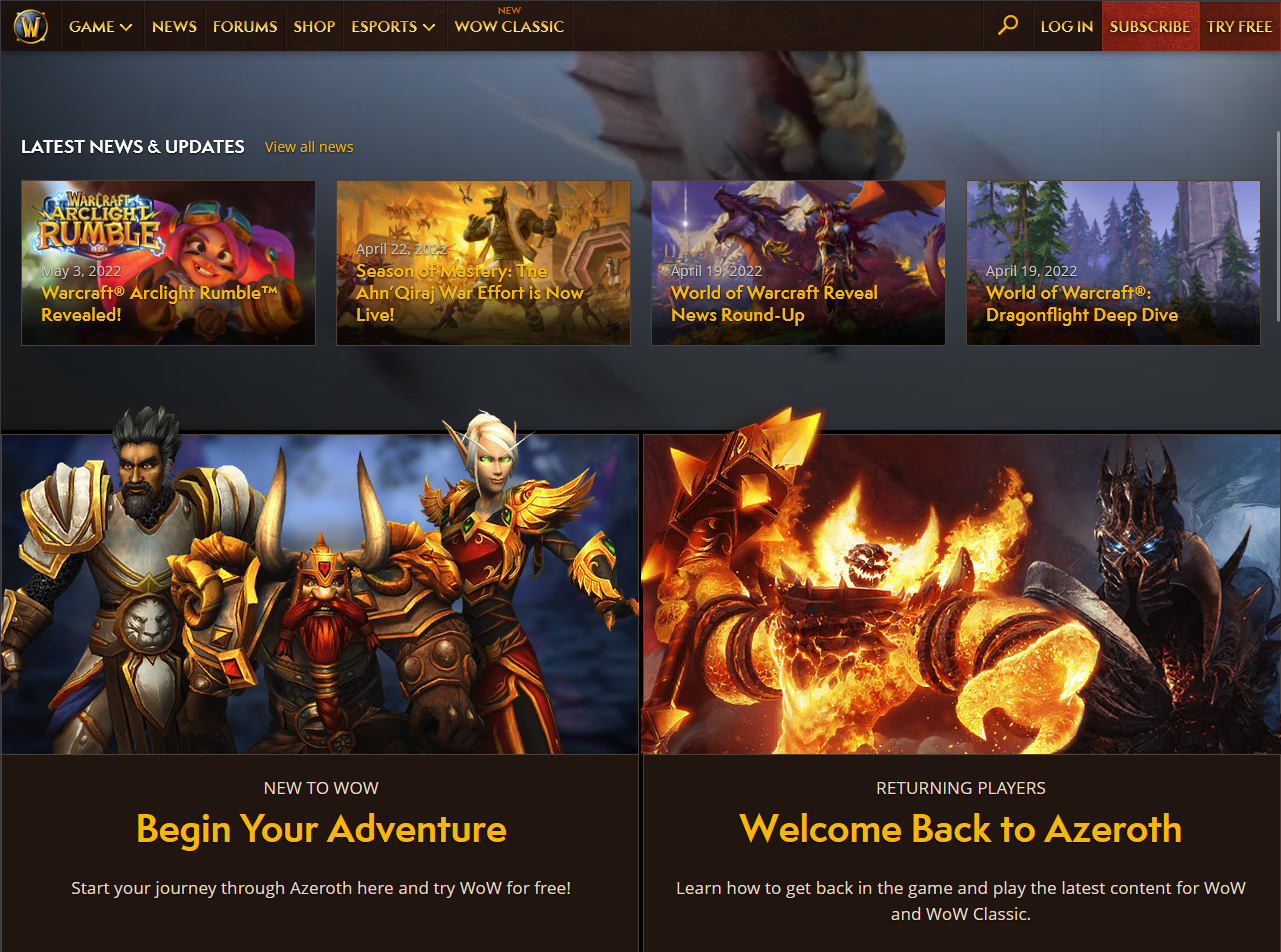 W
GAME
NEWS
FORUMS
SHOP
ESPORTS
NEW
WOW CLASSIC
LOG IN
SUBSCRIBE
TRY FREE
LATEST NEWS & UPDATES
View all news
WARCRAFT
ARCLIGHT
RUMBLE
May 3, 2022
Warcraft® Arclight Rumble™
Revealed!
April 22, 2022
Season of Mastery: The
Ahn'Qiraj War Effort is Now
Live!
April 19, 2022
World of Warcraft Reveal
News Round-Up
April 19, 2022
World of Warcraft®:
Dragonflight Deep Dive
NEW TO WOW
Begin Your Adventure
Start your journey through Azeroth here and try WoW for free!
RETURNING PLAYERS
Welcome Back to Azeroth
Learn how to get back in the game and play the latest content for WoW
and WoW Classic.